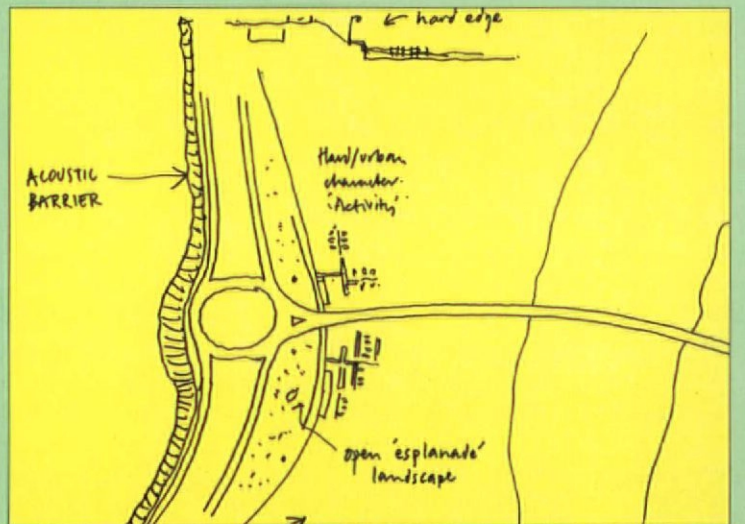 ← hard edge
ACOUSTIC
BARRIER
Hard/urban
character.
'Activity'
open 'esplanade'
landscape